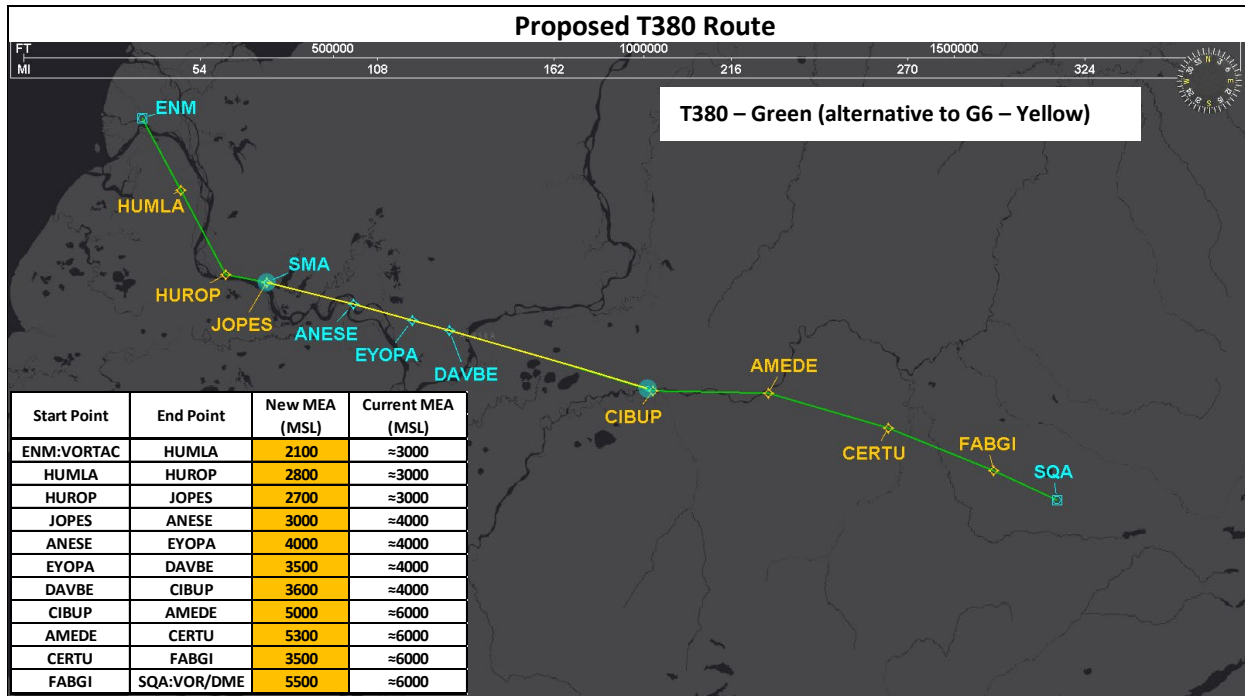 Proposed T380 Route
FT 500000 1000000 1500000
MI 54 108 162 216 270 324
T380 – Green (alternative to G6 – Yellow)
ENM
HUMLA
SMA
HUROP
JOPES
ANESE
EYOPA
DAVBE
AMEDE
CIBUP
CERTU
FABGI
SQA
Start Point End Point New MEA (MSL) Current MEA (MSL)
ENM:VORTAC HUMLA 2100 ≈3000
HUMLA HUROP 2800 ≈3000
HUROP JOPES 2700 ≈3000
JOPES ANESE 3000 ≈4000
ANESE EYOPA 4000 ≈4000
EYOPA DAVBE 3500 ≈4000
DAVBE CIBUP 3600 ≈4000
CIBUP AMEDE 5000 ≈6000
AMEDE CERTU 5300 ≈6000
CERTU FABGI 3500 ≈6000
FABGI SQA:VOR/DME 5500 ≈6000